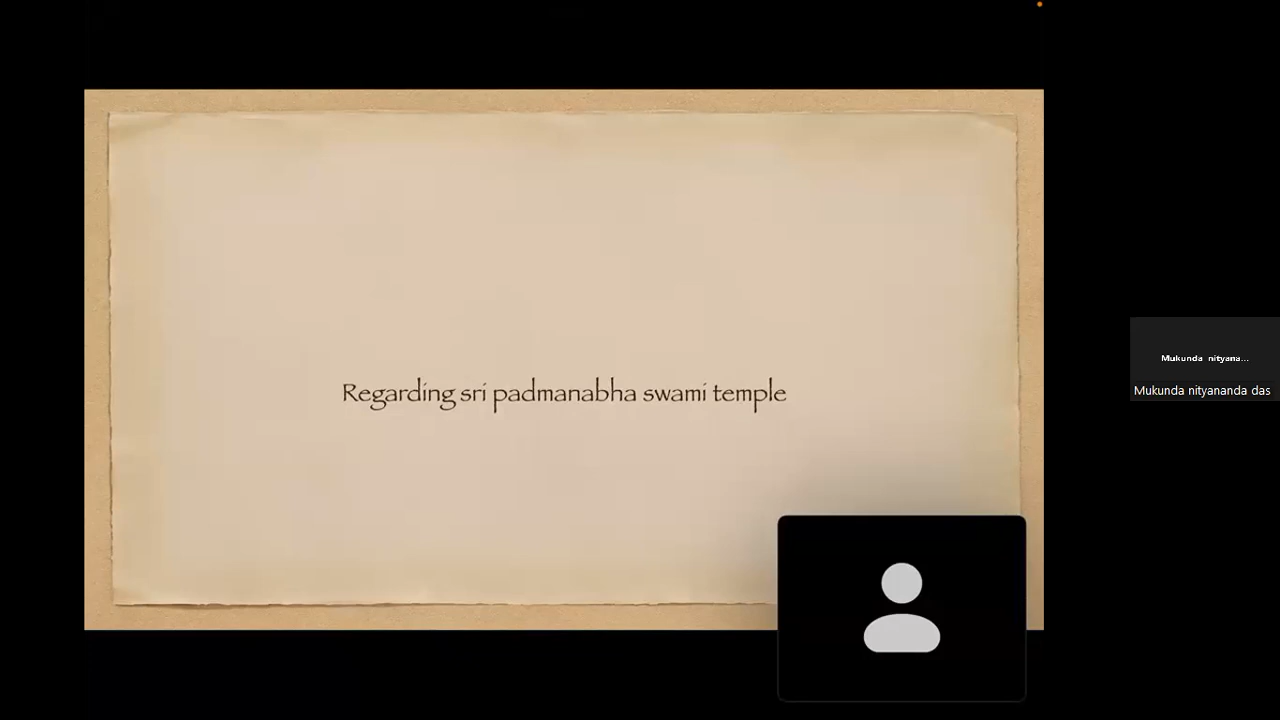 Regarding sri padmanabha swami temple
Mukunda nityana...
Mukunda nityananda das